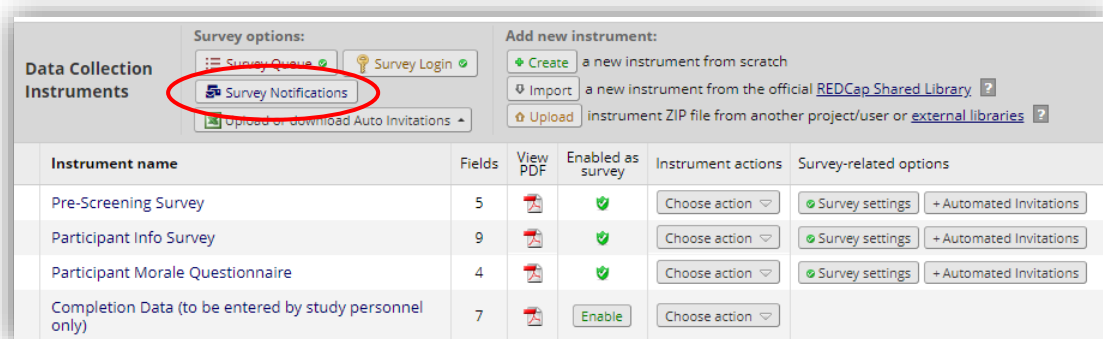 Survey options:
Add new instrument:
Data Collection Instruments
Survey Queue
Survey Login
Survey Notifications
Upload or download Auto Invitations
Create a new instrument from scratch
Import a new instrument from the official REDCap Shared Library ?
Upload instrument ZIP file from another project/user or external libraries ?
Instrument name Fields View PDF Enabled as survey Instrument actions Survey-related options
Pre-Screening Survey 5 Choose action Survey settings + Automated Invitations
Participant Info Survey 9 Choose action Survey settings + Automated Invitations
Participant Morale Questionnaire 4 Choose action Survey settings + Automated Invitations
Completion Data (to be entered by study personnel only) 7 Enable Choose action